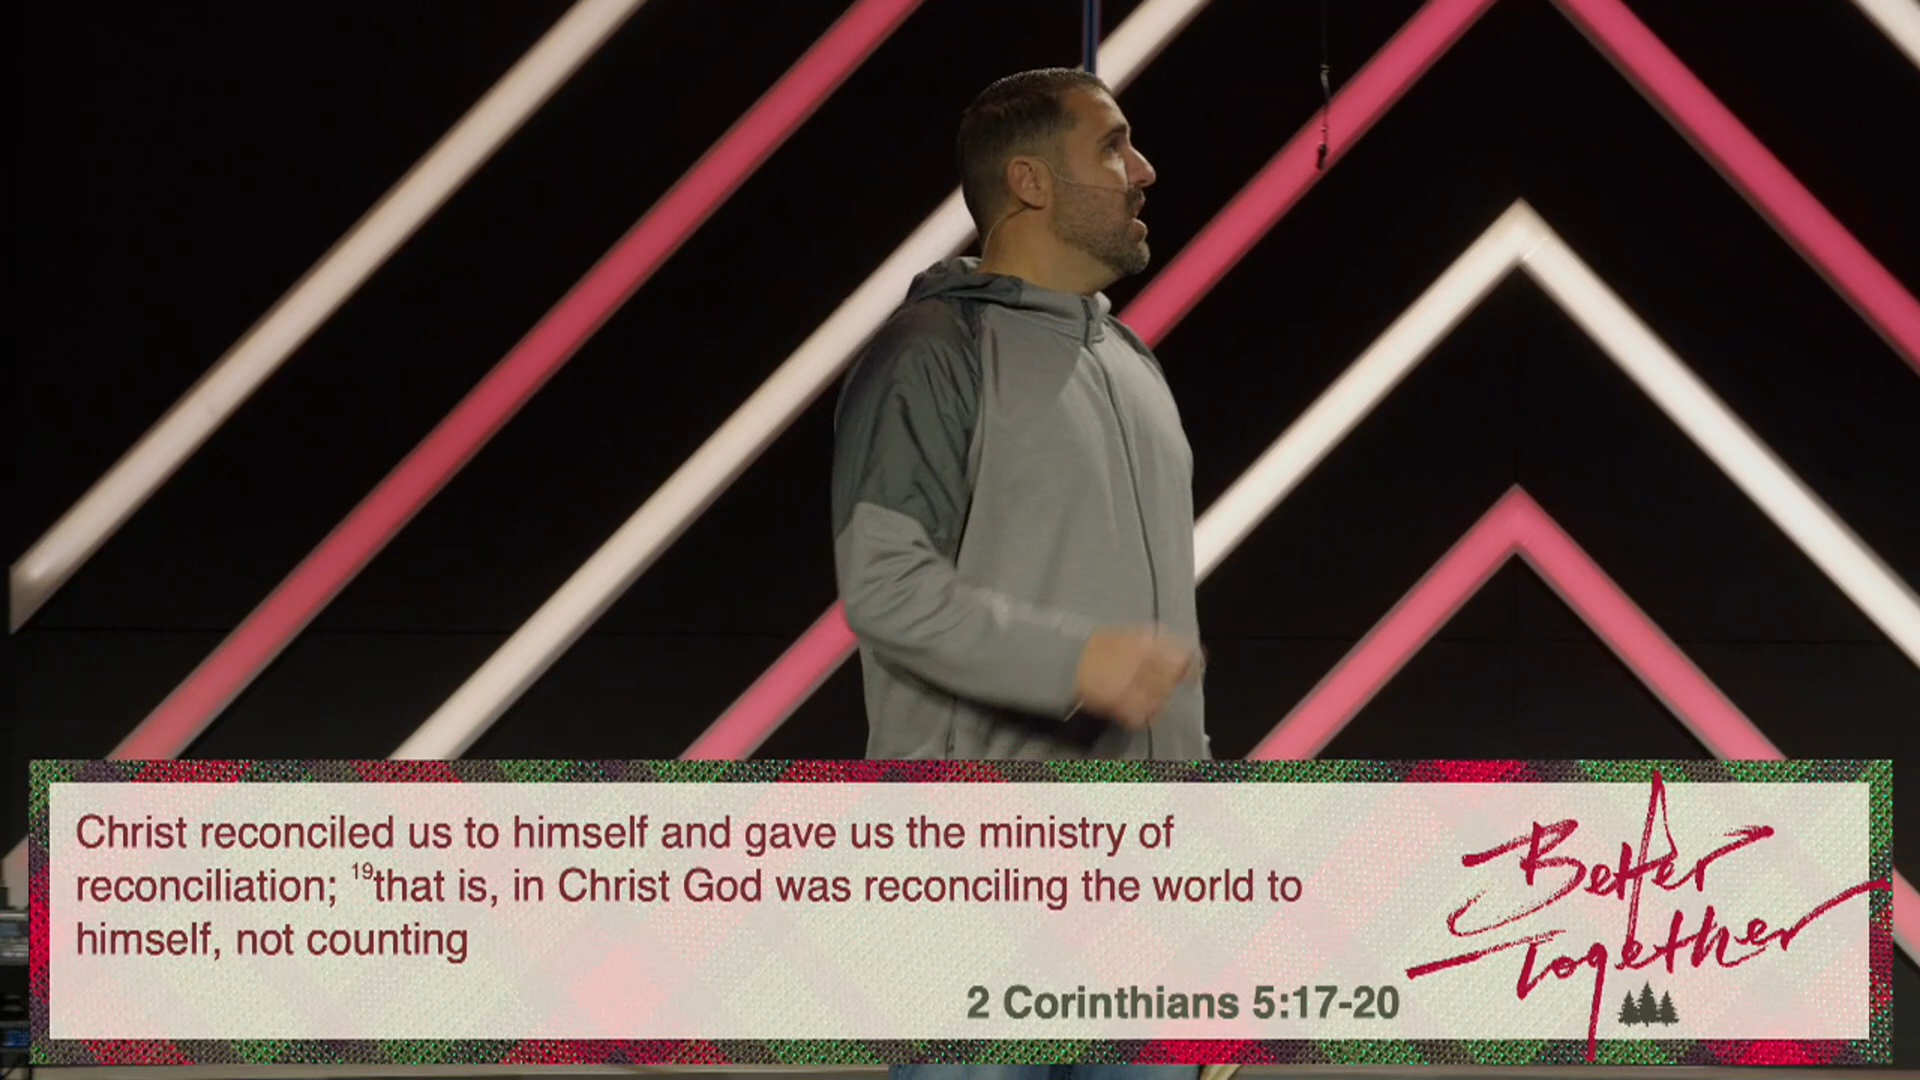 Christ reconciled us to himself and gave us the ministry of
reconciliation; ¹⁹that is, in Christ God was reconciling the world to
himself, not counting
2 Corinthians 5:17-20
Better
Together